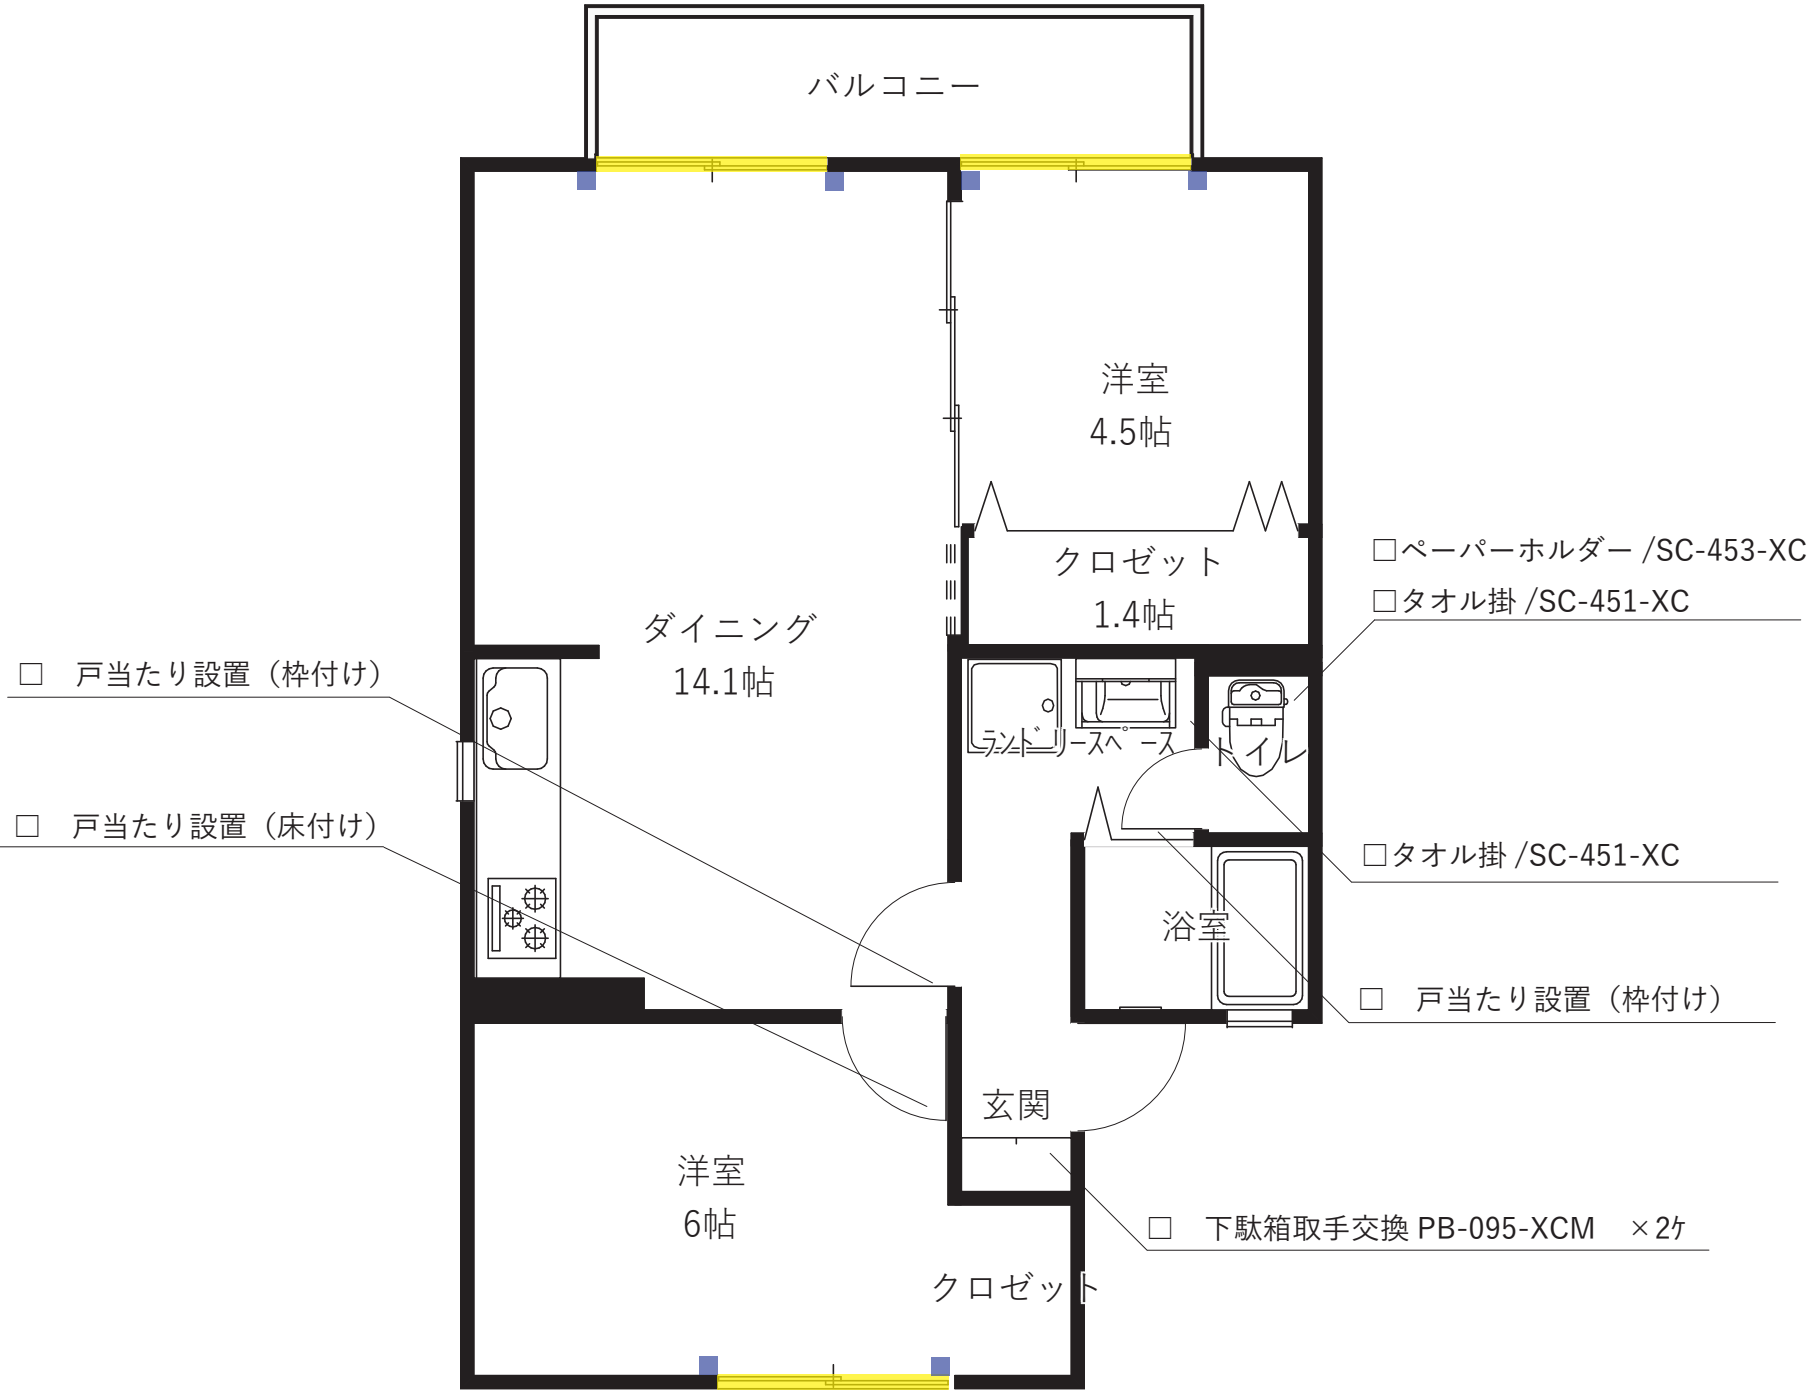 バルコニー
洋室
4.5帖
クロゼット
1.4帖
□ペーパーホルダー /SC-453-XC
□タオル掛 /SC-451-XC
ダイニング
14.1帖
□　戸当たり設置（枠付け）
ランドリースペース
トイレ
□　戸当たり設置（床付け）
□タオル掛 /SC-451-XC
浴室
□　戸当たり設置（枠付け）
玄関
洋室
6帖
□　下駄箱取手交換 PB-095-XCM　×2ケ
クロゼット